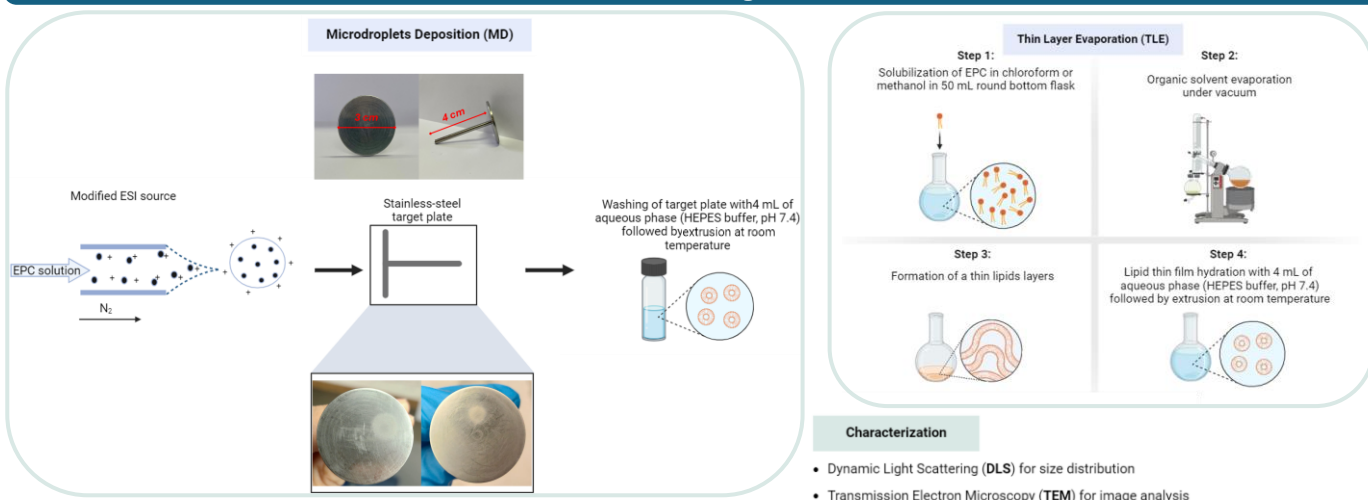 Microdroplets Deposition (MD)
3 cm
4 cm
Modified ESI source
EPC solution
+
+
+
+
+
+
+
+
+
+
+
+
+
N2
Stainless-steel
target plate
Washing of target plate with4 mL of
aqueous phase (HEPES buffer, pH 7.4)
followed byextrusion at room
temperature
Thin Layer Evaporation (TLE)
Step 1:
Solubilization of EPC in chloroform or
methanol in 50 mL round bottom flask
Step 2:
Organic solvent evaporation
under vacuum
Step 3:
Formation of a thin lipids layers
Step 4:
Lipid thin film hydration with 4 mL of
aqueous phase (HEPES buffer, pH 7.4)
followed by extrusion at room temperature
Characterization
• Dynamic Light Scattering (DLS) for size distribution
• Transmission Electron Microscopy (TEM) for image analysis